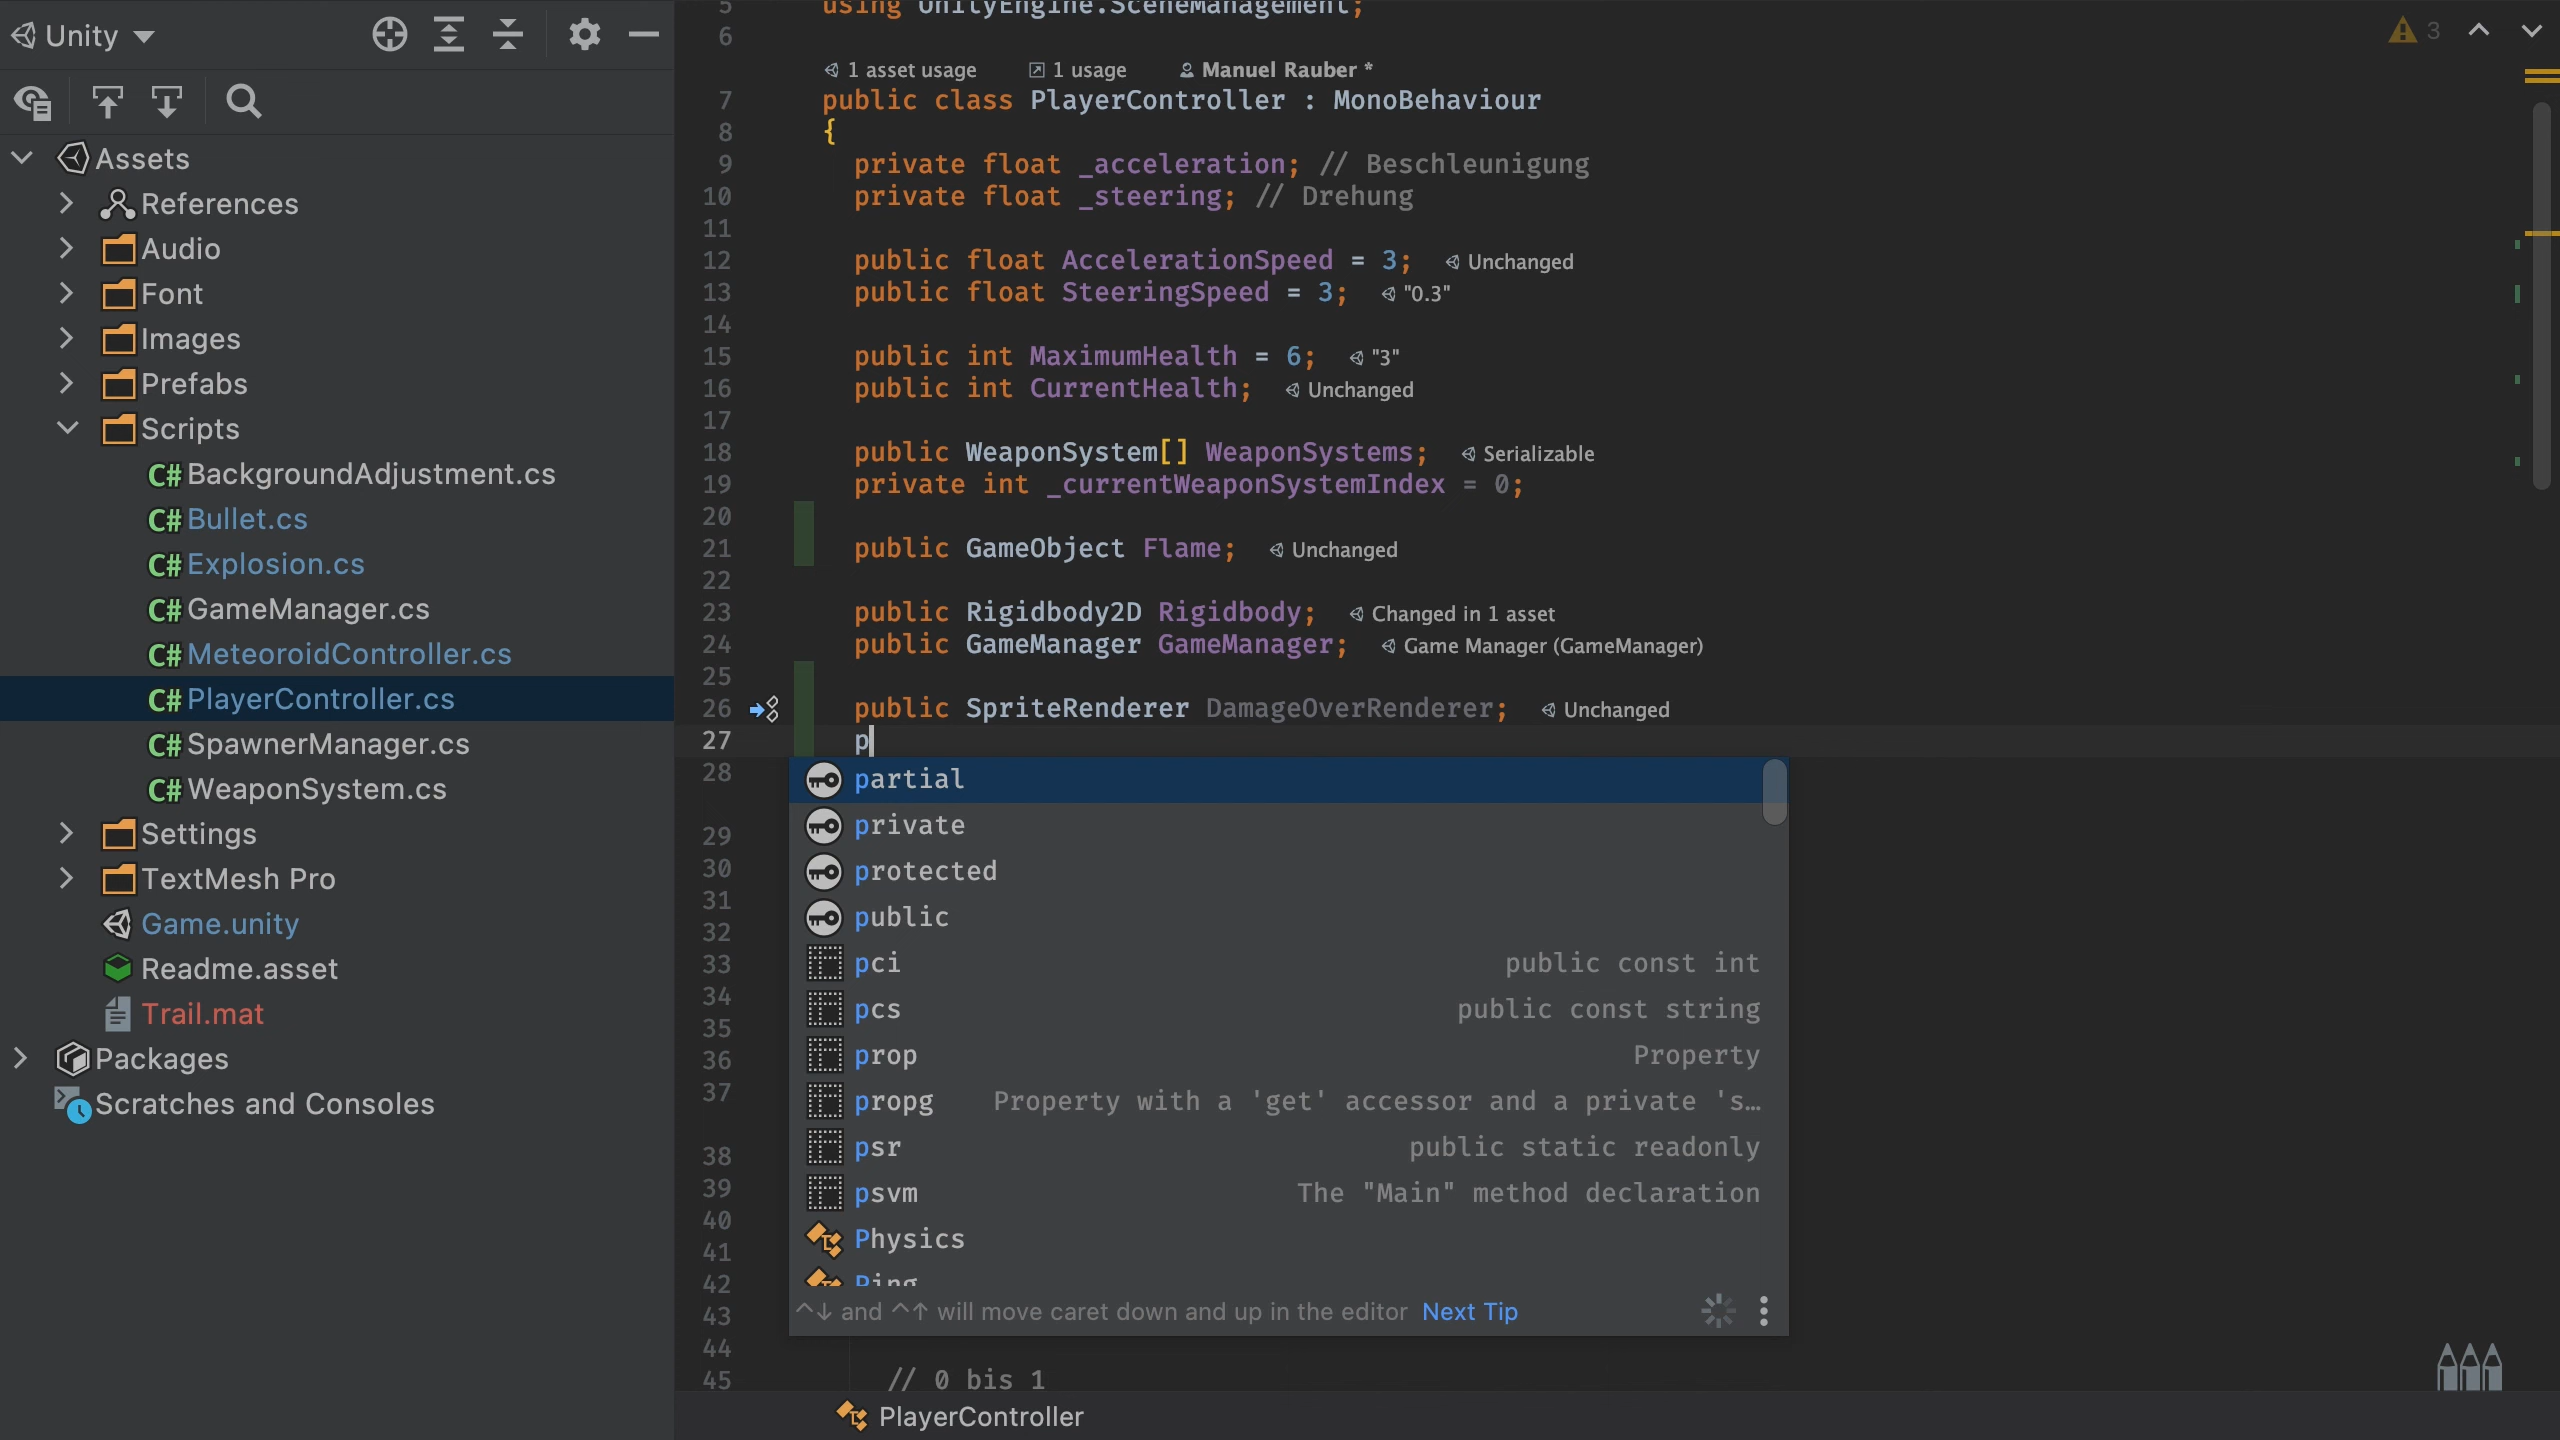 Unity
Assets
References
Audio
Font
Images
Prefabs
Scripts
C# BackgroundAdjustment.cs
C# Bullet.cs
C# Explosion.cs
C# GameManager.cs
C# MeteoroidController.cs
C# PlayerController.cs
C# SpawnerManager.cs
C# WeaponSystem.cs
Settings
TextMesh Pro
Game.unity
Readme.asset
Trail.mat
Packages
Scratches and Consoles
3
5 using UnityEngine.SceneManagement;
6
1 asset usage 1 usage Manuel Rauber *
7 public class PlayerController : MonoBehaviour
8 {
9 private float _acceleration; // Beschleunigung
10 private float _steering; // Drehung
11
12 public float AccelerationSpeed = 3; Unchanged
13 public float SteeringSpeed = 3; "0.3"
14
15 public int MaximumHealth = 6; "3"
16 public int CurrentHealth; Unchanged
17
18 public WeaponSystem[] WeaponSystems; Serializable
19 private int _currentWeaponSystemIndex = 0;
20
21 public GameObject Flame; Unchanged
22
23 public Rigidbody2D Rigidbody; Changed in 1 asset
24 public GameManager GameManager; Game Manager (GameManager)
25
26 public SpriteRenderer DamageOverRenderer; Unchanged
27 p
28
partial
private
29
protected
30
public
31
32
pci public const int
33
pcs public const string
34
35
prop Property
36
propg Property with a 'get' accessor and a private 's…
37
psr public static readonly
38
psvm The "Main" method declaration
39
40
Physics
41
Ping
42
^↓ and ^↑ will move caret down and up in the editor Next Tip
43
44
45 // 0 bis 1
PlayerController